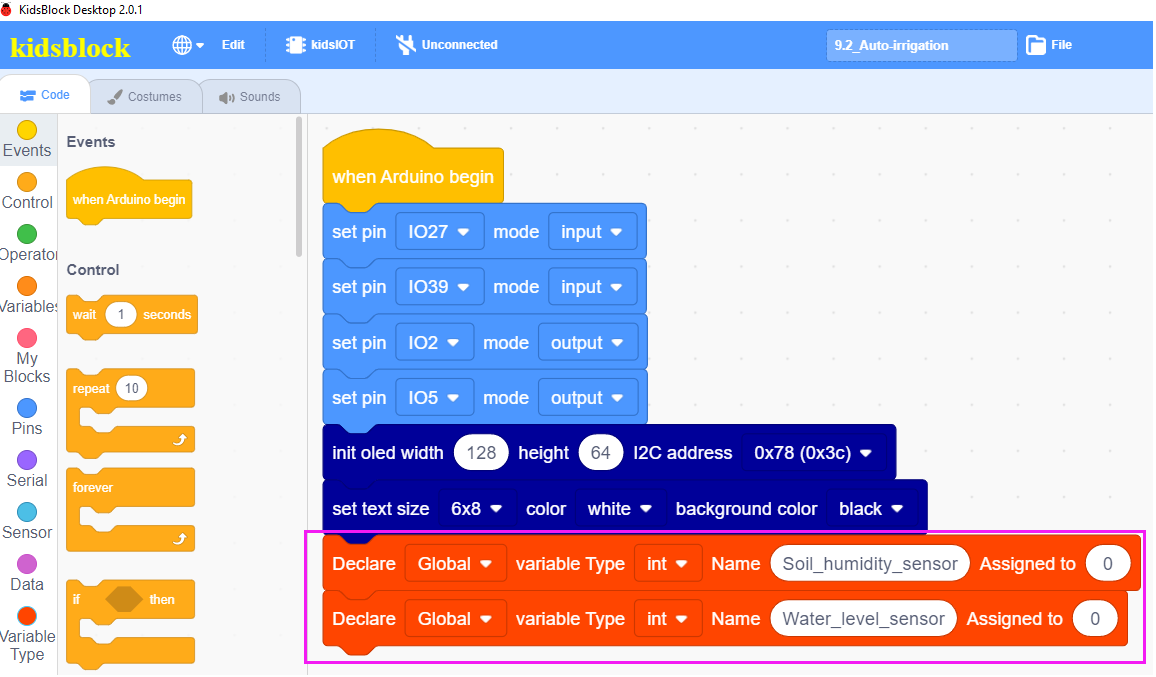 KidsBlock Desktop 2.0.1
kidsblock Edit kidsIOT Unconnected 9.2_Auto-irrigation File
Code Costumes Sounds
Events
Control
Operator
Variables
My
Blocks
Pins
Serial
Sensor
Data
Variable
Type
Events
when Arduino begin
Control
wait 1 seconds
repeat 10
forever
if then
when Arduino begin
set pin IO27 mode input
set pin IO39 mode input
set pin IO2 mode output
set pin IO5 mode output
init oled width 128 height 64 I2C address 0x78 (0x3c)
set text size 6x8 color white background color black
Declare Global variable Type int Name Soil_humidity_sensor Assigned to 0
Declare Global variable Type int Name Water_level_sensor Assigned to 0